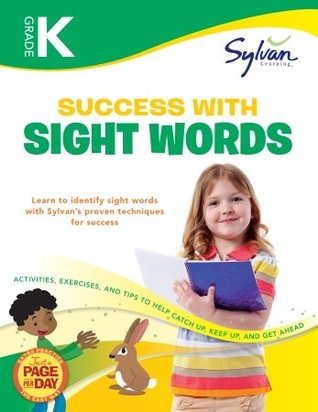 GRADE K
Sylvan
Learning
SUCCESS WITH
SIGHT WORDS
Learn to identify sight words
with Sylvan's proven techniques
for success
ACTIVITIES, EXERCISES, AND TIPS TO HELP CATCH UP, KEEP UP, AND GET AHEAD
Just a
PAGE
PER
DAY